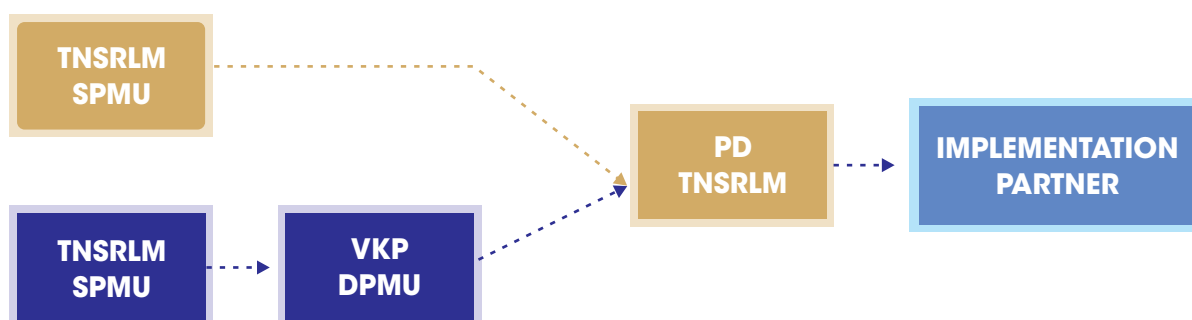 TNSRLM
SPMU
PD
TNSRLM
IMPLEMENTATION
PARTNER
TNSRLM
SPMU
VKP
DPMU